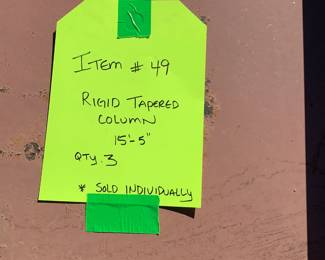 ITEM # 49
RIGID TAPERED
COLUMN
15'-5"
QTY. 3
* SOLD INDIVIDUALLY